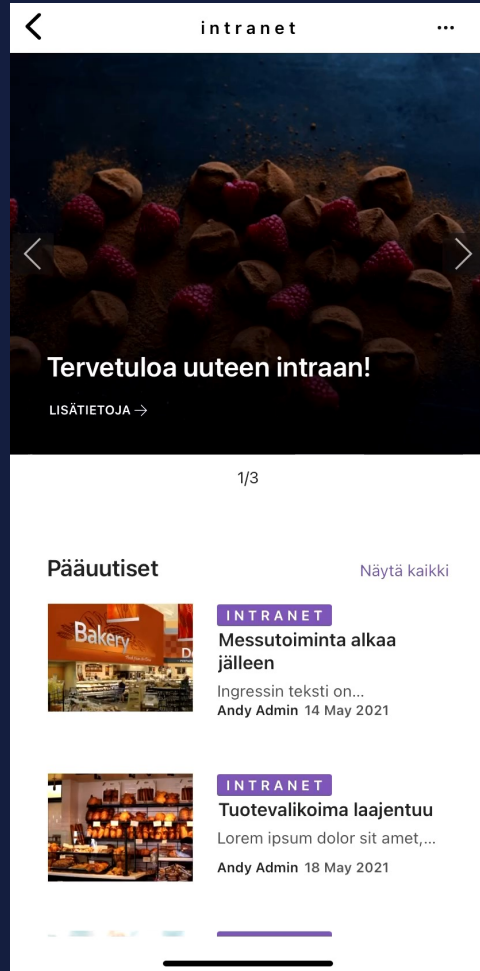 intranet
Tervetuloa uuteen intraan!
LISÄTIETOJA
1/3
Pääuutiset
Näytä kaikki
Bakery
INTRANET
Messutoiminta alkaa
jälleen
Ingressin teksti on...
Andy Admin 14 May 2021
INTRANET
Tuotevalikoima laajentuu
Lorem ipsum dolor sit amet,...
Andy Admin 18 May 2021